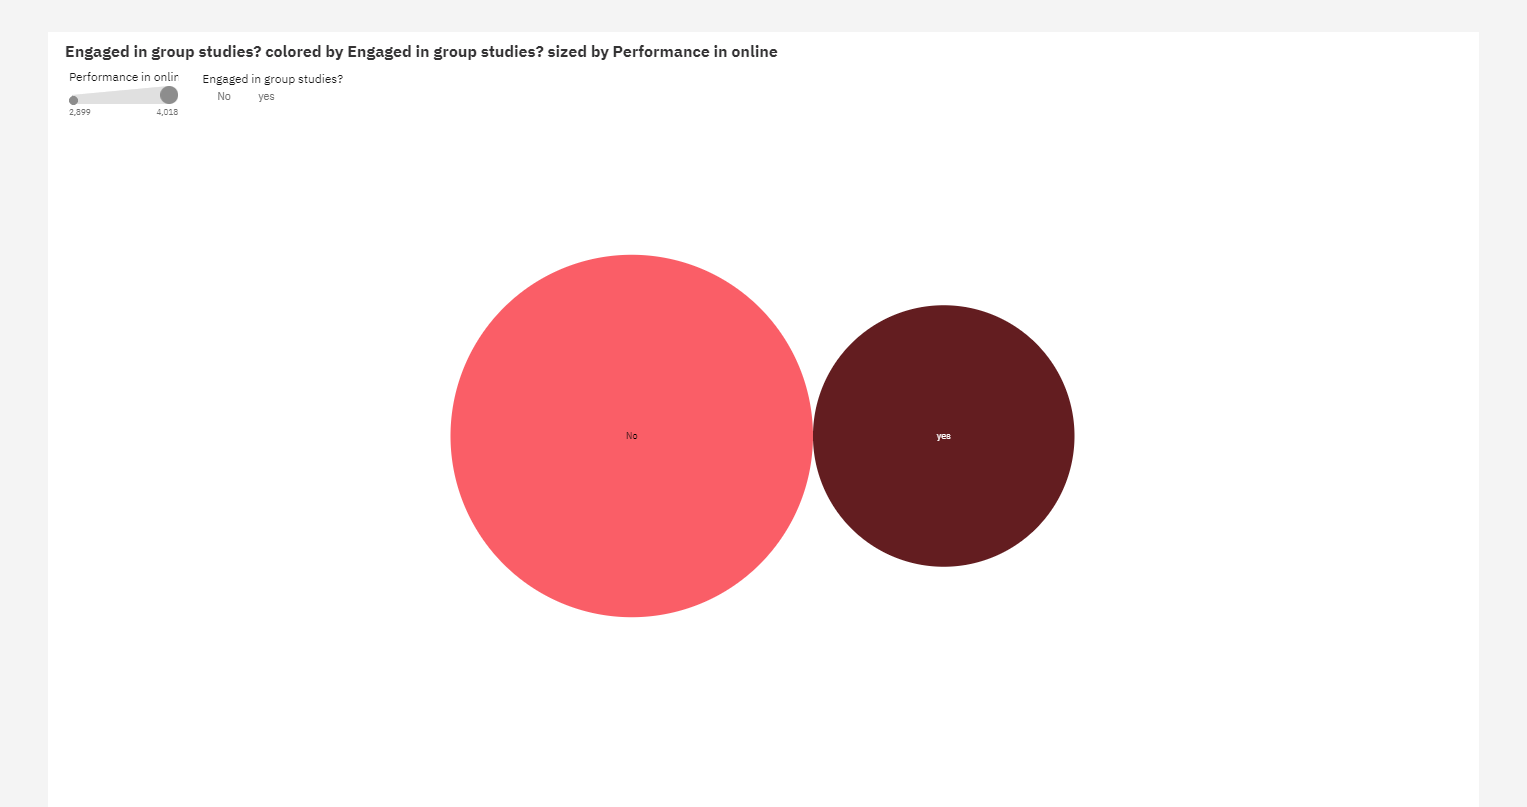 Engaged in group studies? colored by Engaged in group studies? sized by Performance in online
Performance in onlin
Engaged in group studies?
No yes
2,899 4,018
No
yes